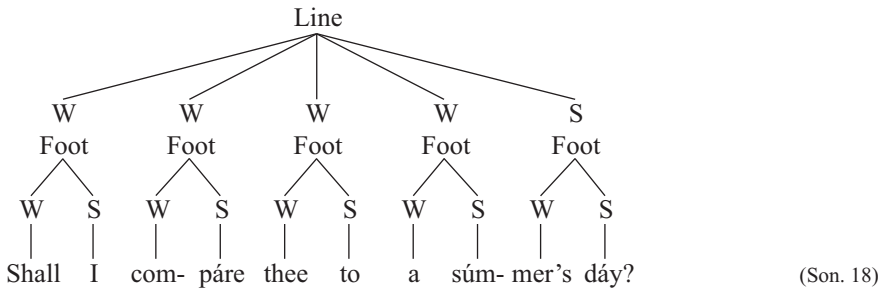 Line
W W W W S
Foot Foot Foot Foot Foot
W S W S W S W S W S
Shall I com- páre thee to a súm- mer's dáy? (Son. 18)